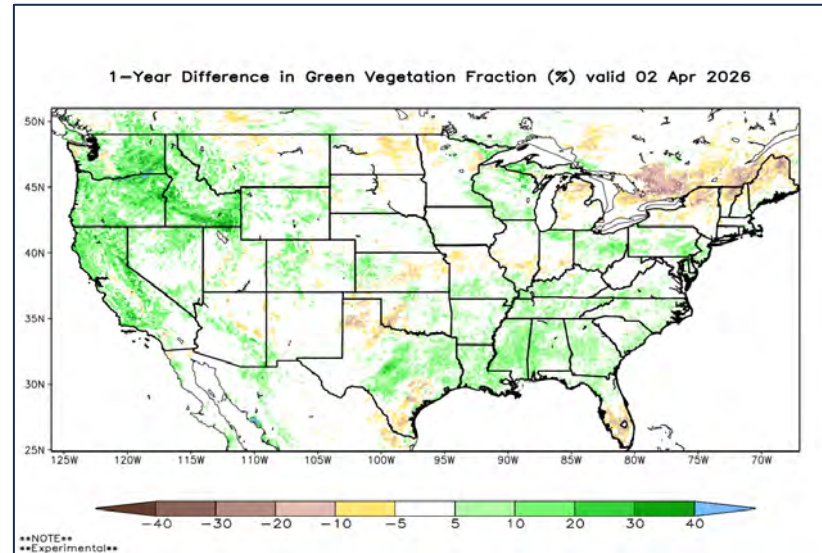 1-Year Difference in Green Vegetation Fraction (%) valid 02 Apr 2026
50N
45N
40N
35N
30N
25N
125W 120W 115W 110W 105W 100W 95W 90W 85W 80W 75W 70W
-40 -30 -20 -10 -5 5 10 20 30 40
**NOTE**
**Experimental**